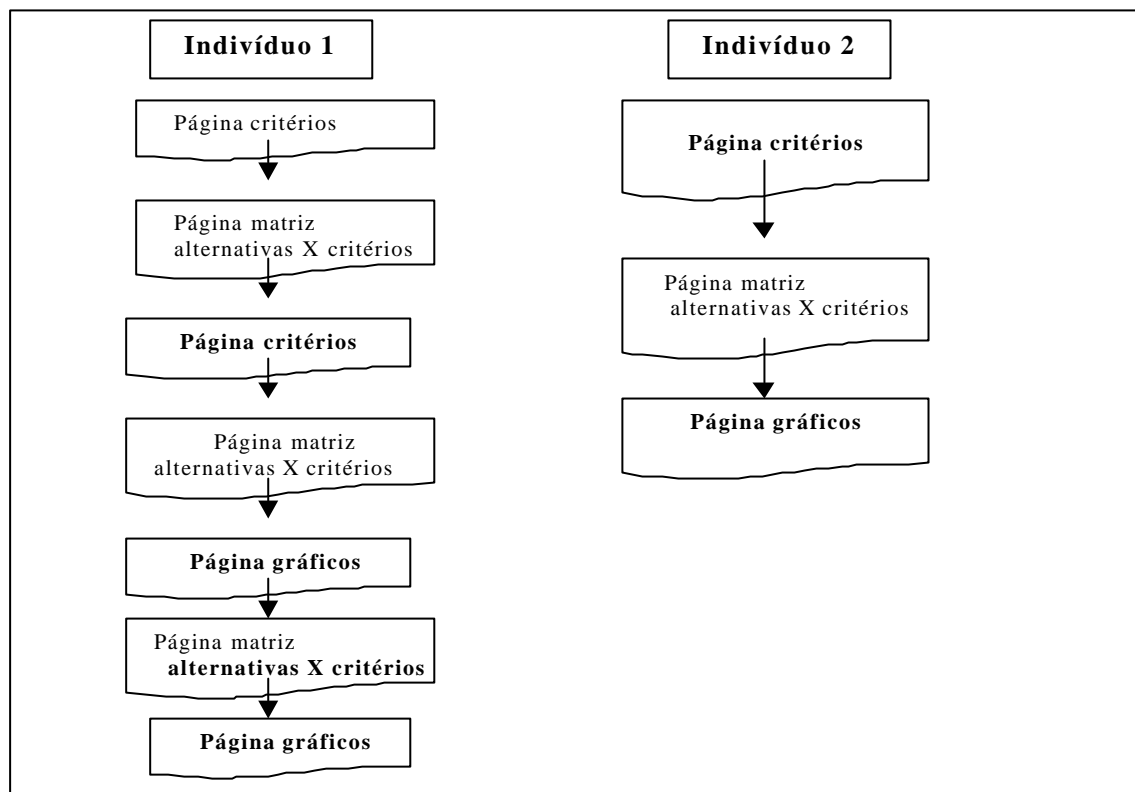 Indivíduo 1
Página critérios
Página matriz
alternativas X critérios
Página critérios
Página matriz
alternativas X critérios
Página gráficos
Página matriz
alternativas X critérios
Página gráficos
Indivíduo 2
Página critérios
Página matriz
alternativas X critérios
Página gráficos